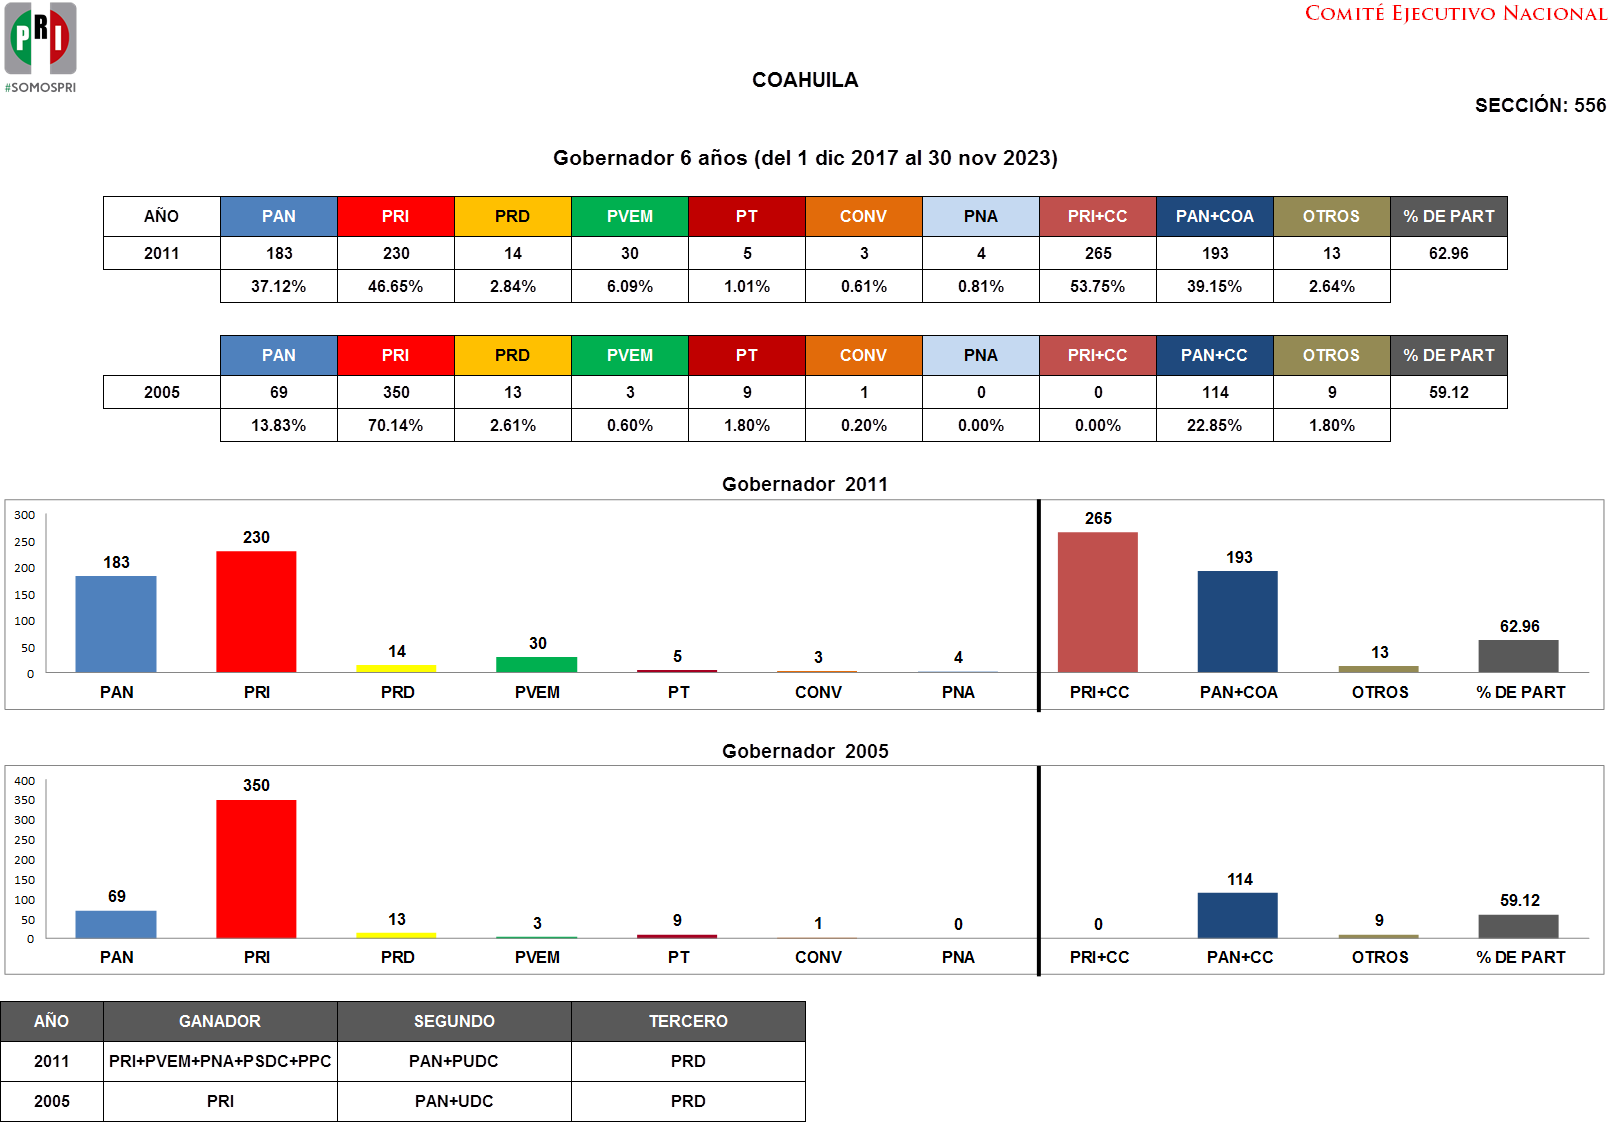 PRI
#SOMOSPRI
COMITÉ EJECUTIVO NACIONAL
COAHUILA
SECCIÓN: 556
Gobernador 6 años (del 1 dic 2017 al 30 nov 2023)
AÑO PAN PRI PRD PVEM PT CONV PNA PRI+CC PAN+COA OTROS % DE PART
2011 183 230 14 30 5 3 4 265 193 13 62.96
37.12% 46.65% 2.84% 6.09% 1.01% 0.61% 0.81% 53.75% 39.15% 2.64%
PAN PRI PRD PVEM PT CONV PNA PRI+CC PAN+CC OTROS % DE PART
2005 69 350 13 3 9 1 0 0 114 9 59.12
13.83% 70.14% 2.61% 0.60% 1.80% 0.20% 0.00% 0.00% 22.85% 1.80%
Gobernador 2011
300
250
200
150
100
50
0
183 230 14 30 5 3 4 265 193 13 62.96
PAN PRI PRD PVEM PT CONV PNA PRI+CC PAN+COA OTROS % DE PART
Gobernador 2005
400
350
300
250
200
150
100
50
0
69 350 13 3 9 1 0 0 114 9 59.12
PAN PRI PRD PVEM PT CONV PNA PRI+CC PAN+CC OTROS % DE PART
AÑO GANADOR SEGUNDO TERCERO
2011 PRI+PVEM+PNA+PSDC+PPC PAN+PUDC PRD
2005 PRI PAN+UDC PRD